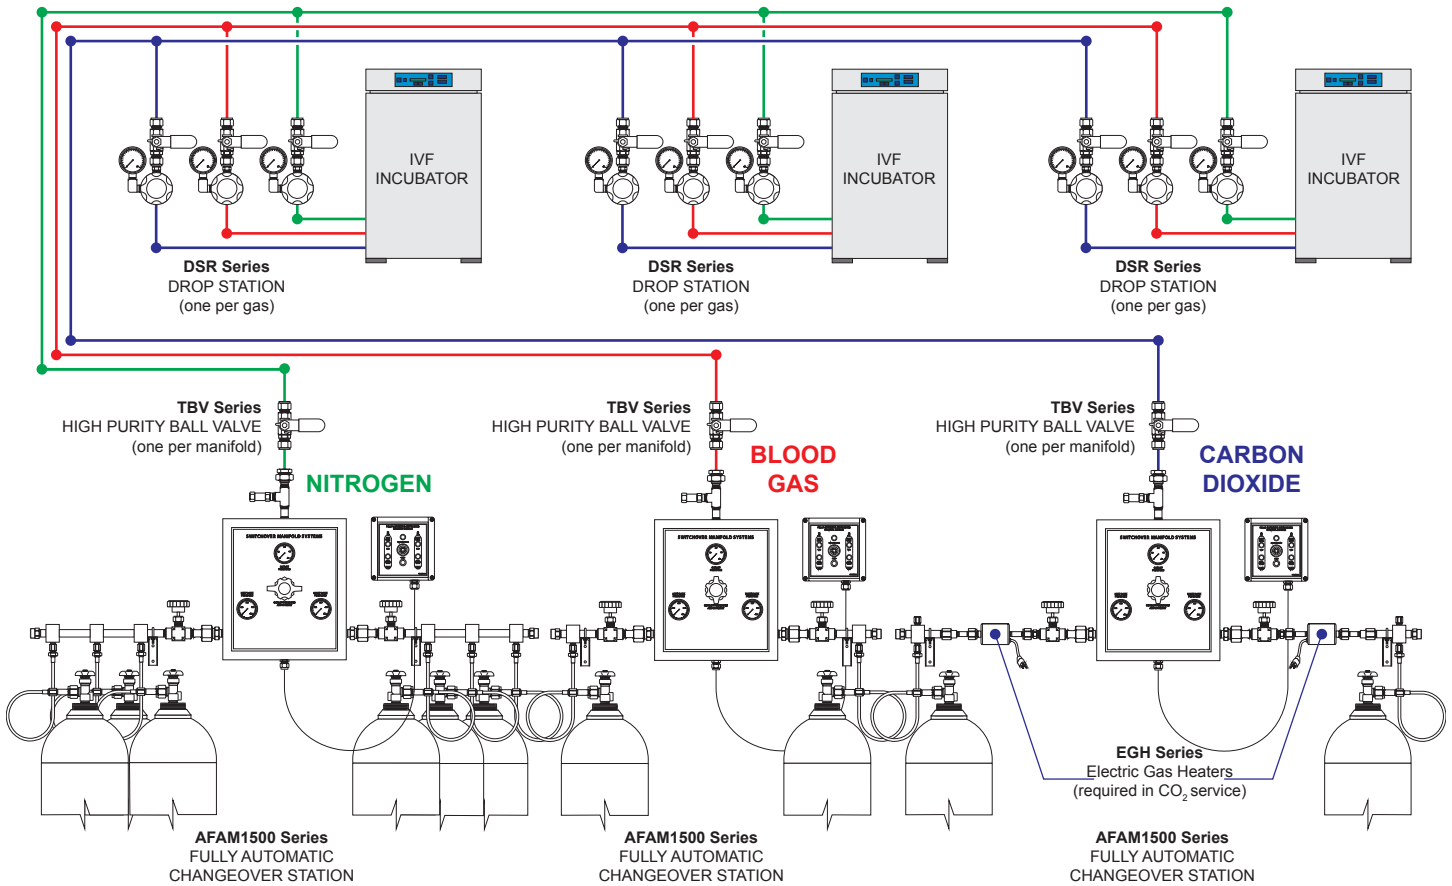 IVF
INCUBATOR
IVF
INCUBATOR
IVF
INCUBATOR
DSR Series
DROP STATION
(one per gas)
DSR Series
DROP STATION
(one per gas)
DSR Series
DROP STATION
(one per gas)
TBV Series
HIGH PURITY BALL VALVE
(one per manifold)
NITROGEN
TBV Series
HIGH PURITY BALL VALVE
(one per manifold)
BLOOD
GAS
TBV Series
HIGH PURITY BALL VALVE
(one per manifold)
CARBON
DIOXIDE
SWITCHOVER MANIFOLD SYSTEMS
SWITCHOVER MANIFOLD SYSTEMS
SWITCHOVER MANIFOLD SYSTEMS
EGH Series
Electric Gas Heaters
(required in CO2 service)
AFAM1500 Series
FULLY AUTOMATIC
CHANGEOVER STATION
AFAM1500 Series
FULLY AUTOMATIC
CHANGEOVER STATION
AFAM1500 Series
FULLY AUTOMATIC
CHANGEOVER STATION